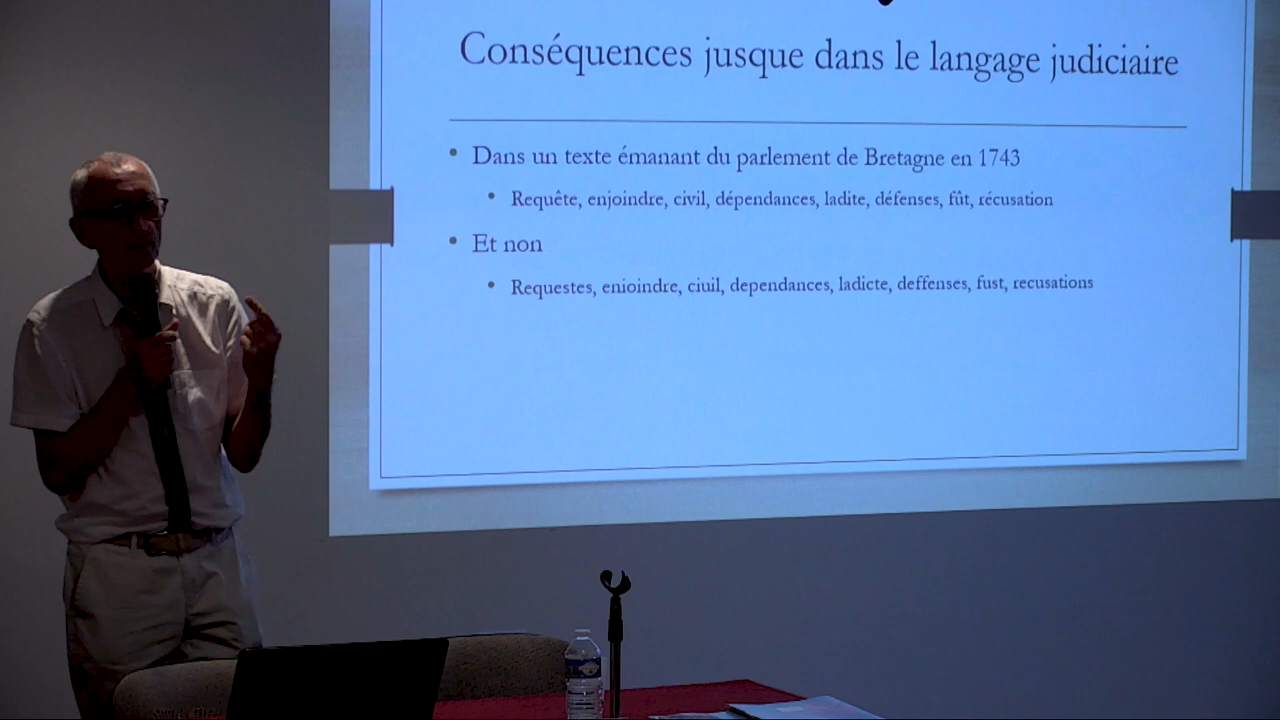 Conséquences jusque dans le langage judiciaire
• Dans un texte émanant du parlement de Bretagne en 1743
• Requête, enjoindre, civil, dépendances, ladite, défenses, fût, récusation
• Et non
• Requestes, enioindre, ciuil, dependances, ladicte, deffenses, fust, recusations